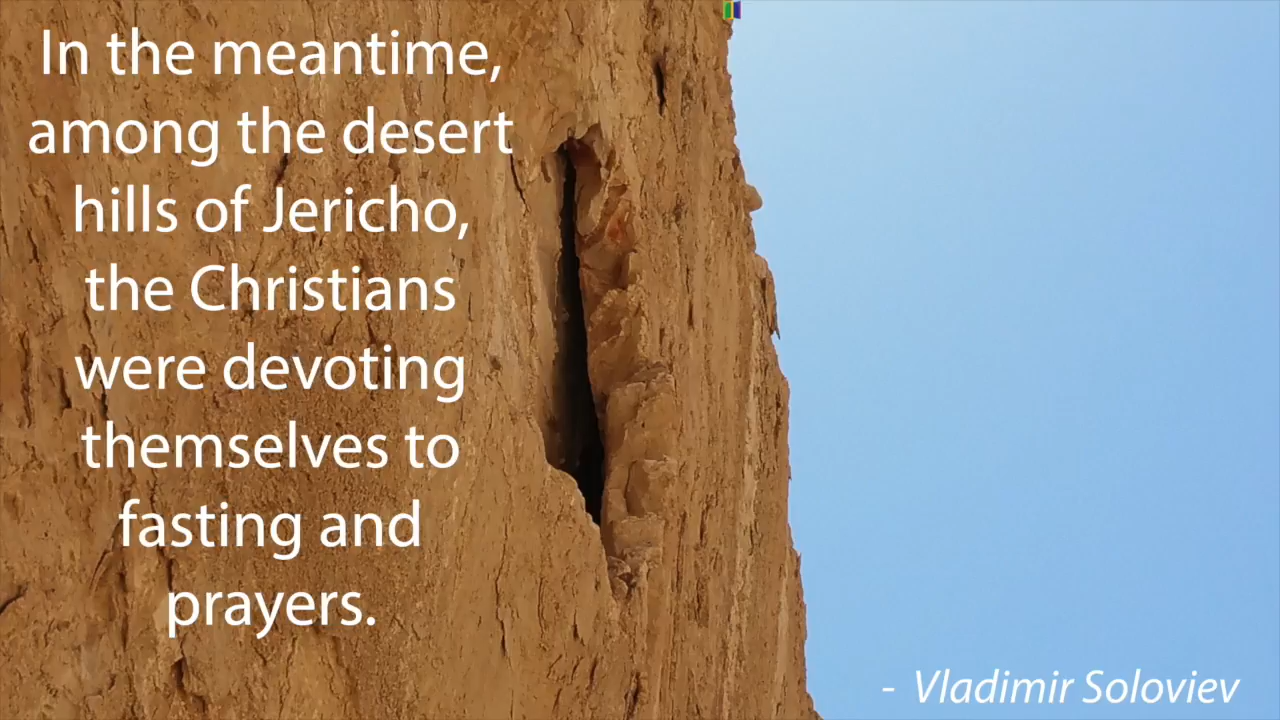 In the meantime,
among the desert
hills of Jericho,
the Christians
were devoting
themselves to
fasting and
prayers.
- Vladimir Soloviev